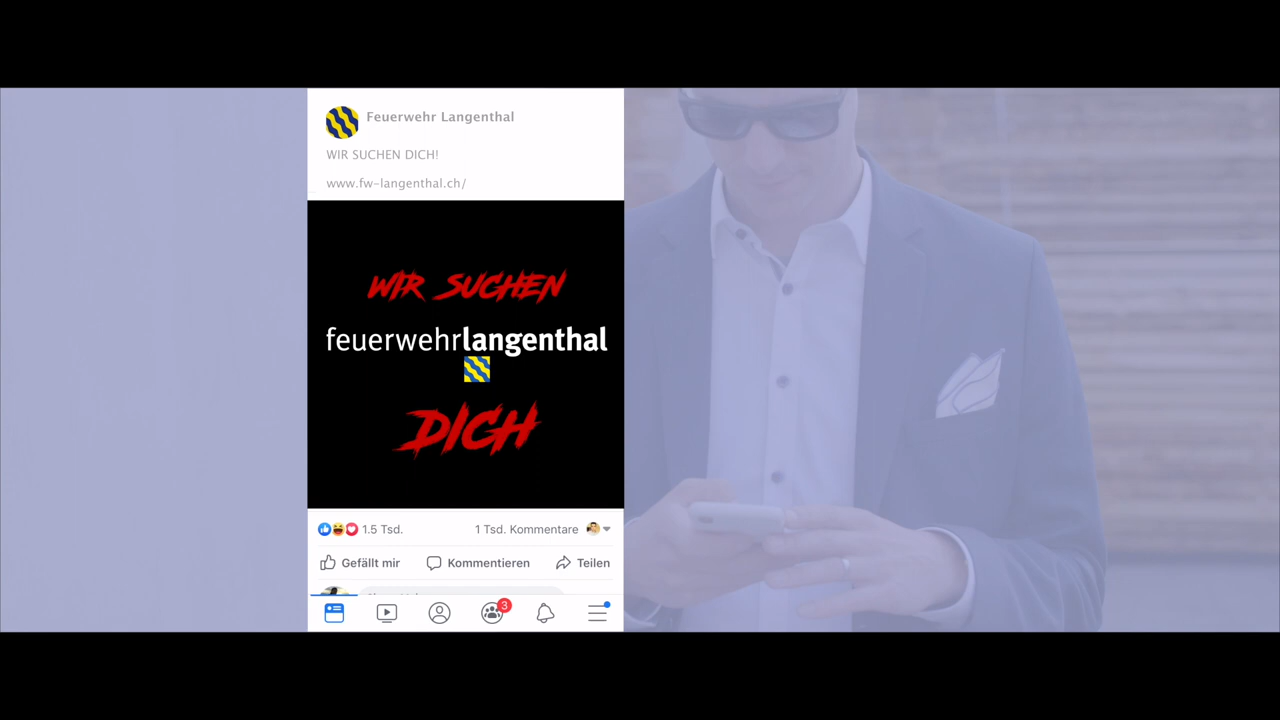 Feuerwehr Langenthal
WIR SUCHEN DICH!
www.fw-langenthal.ch/
WIR SUCHEN
feuerwehrlangenthal
DICH
1.5 Tsd. 1 Tsd. Kommentare
Gefällt mir Kommentieren Teilen
3